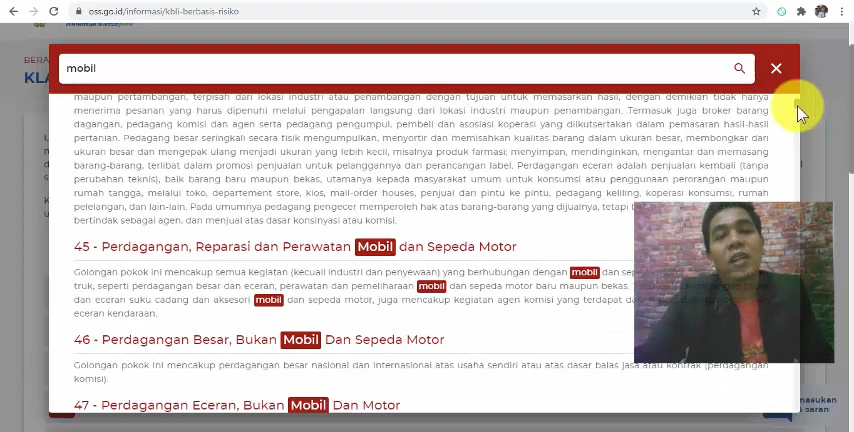 oss.go.id/informasi/kbli-berbasis-risiko
BERA
KLA
mobil
maupun pertambangan, terpisah dari lokasi industri atau penambangan dengan tujuan untuk memasarkan hasil, dengan demikian tidak hanya
menerima pesanan yang harus dipenuhi melalui pengapalan langsung dari lokasi industri maupun penambangan. Termasuk juga broker barang
dagangan, pedagang komisi dan agen serta pedagang pengumpul, pembeli dan asosiasi koperasi yang diikutsertakan dalam pemasaran hasil-hasil
pertanian. Pedagang besar seringkali secara fisik mengumpulkan, menyortir dan memisahkan kualitas barang dalam ukuran besar, membongkar dari
ukuran besar dan mengepak ulang menjadi ukuran yang lebih kecil, misalnya produk farmasi; menyimpan, mendinginkan, mengantar dan memasang
barang-barang, terlibat dalam promosi penjualan untuk pelanggannya dan perancangan label. Perdagangan eceran adalah penjualan kembali (tanpa
perubahan teknis), baik barang baru maupun bekas, utamanya kepada masyarakat umum untuk konsumsi atau penggunaan perorangan maupun
rumah tangga, melalui toko, departement store, kios, mail-order houses, penjual dari pintu ke pintu, pedagang keliling, koperasi konsumsi, rumah
pelelangan, dan lain-lain. Pada umumnya pedagang pengecer memperoleh hak atas barang-barang yang dijualnya, tetapi
bertindak sebagai agen, dan menjual atas dasar konsinyasi atau komisi.
45 - Perdagangan, Reparasi dan Perawatan Mobil dan Sepeda Motor
Golongan pokok ini mencakup semua kegiatan (kecuali industri dan penyewaan) yang berhubungan dengan mobil dan
truk, seperti perdagangan besar dan eceran, perawatan dan pemeliharaan mobil dan sepeda motor baru maupun bekas.
dan eceran suku cadang dan aksesori mobil dan sepeda motor, juga mencakup kegiatan agen komisi yang terdapat
eceran kendaraan.
46 - Perdagangan Besar, Bukan Mobil Dan Sepeda Motor
Golongan pokok ini mencakup perdagangan besar nasional dan internasional atas usaha sendiri atau atas dasar balas jasa atau kontrak (perdagangan
komisi).
47 - Perdagangan Eceran, Bukan Mobil Dan Motor
masukan
saran